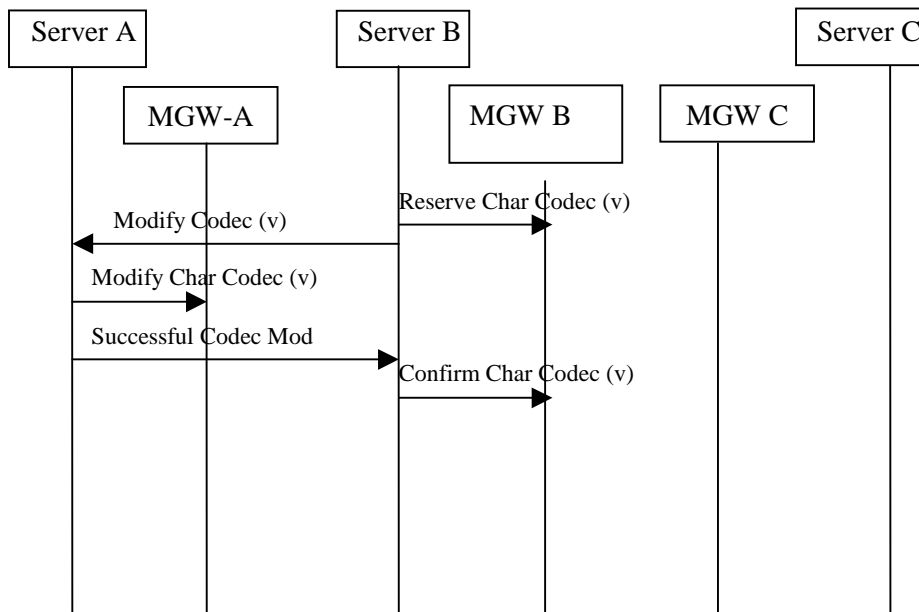 Server A
Server B
Server C
MGW-A
MGW B
MGW C
Reserve Char Codec (v)
Modify Codec (v)
Modify Char Codec (v)
Successful Codec Mod
Confirm Char Codec (v)